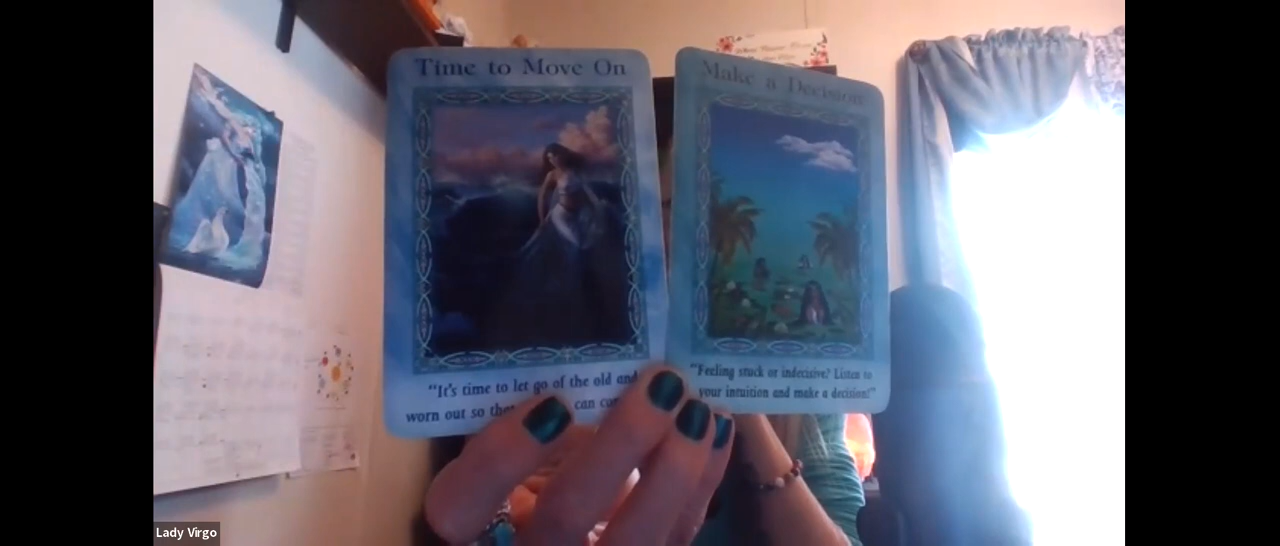 Time to Move On
Make a Decision
"It's time to let go of the old and
worn out so
can
"Feeling stuck or indecisive? Listen to
your intuition and make a decision!"
Lady Virgo